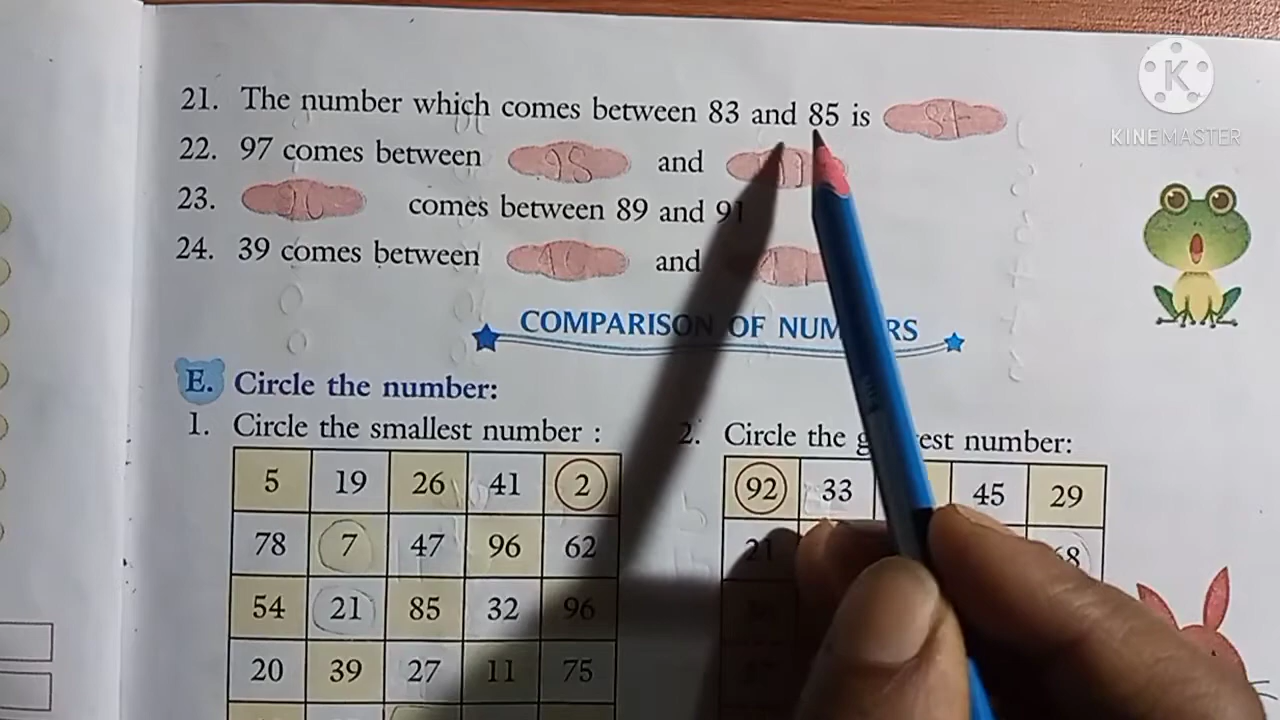 K
KINEMASTER
21. The number which comes between 83 and 85 is 84
22. 97 comes between 98 and
23. 90 comes between 89 and 91
24. 39 comes between 40 and
COMPARISON OF NUM RS
E. Circle the number:
1. Circle the smallest number :
5 19 26 41 2
78 7 47 96 62
54 21 85 32 96
20 39 27 11 75
2. Circle the g est number:
92 33 45 29
21 68